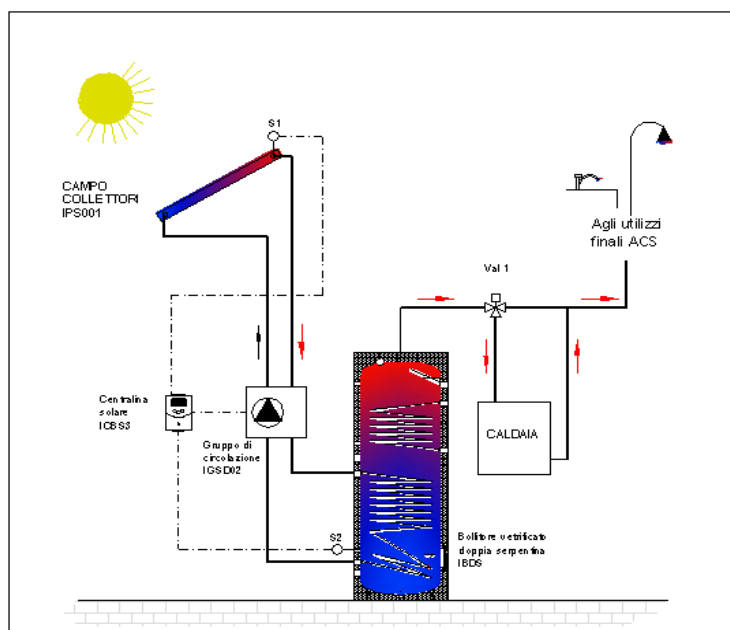 S1
CAMPO
COLLETTORI
IPS001
Agli utilizzi
finali ACS
Val 1
Centralina
solare
ICBS3
Gruppo di
circolazione
IGSD02
CALDAIA
S2
Bollitore vetrificato
doppia serpentina
IBDS